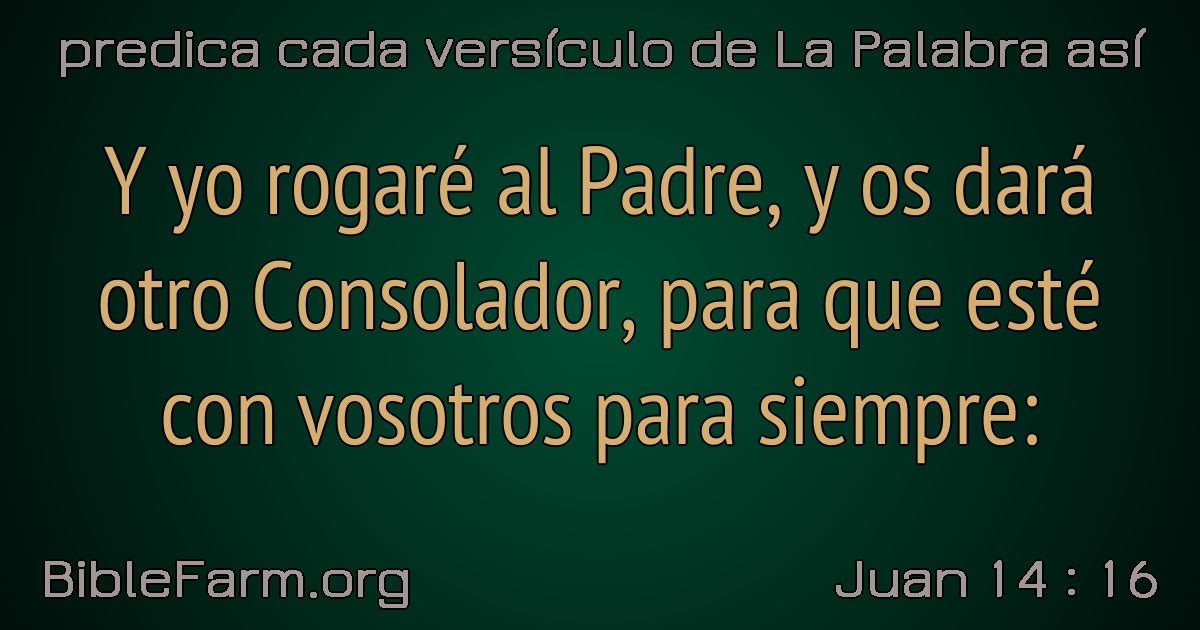 predica cada versículo de La Palabra así
Y yo rogaré al Padre, y os dará
otro Consolador, para que esté
con vosotros para siempre:
BibleFarm.org
Juan 14 : 16